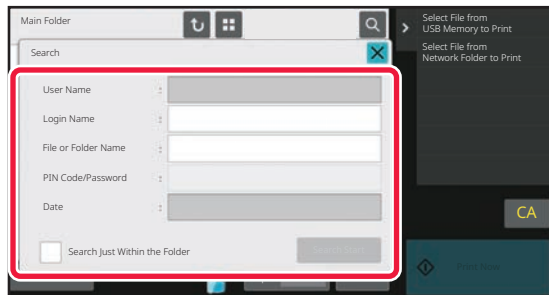 Main Folder
Search
User Name :
Login Name :
File or Folder Name :
PIN Code/Password :
Date :
Search Just Within the Folder
Search Start
Select File from
USB Memory to Print
Select File from
Network Folder to Print
CA
Print Now